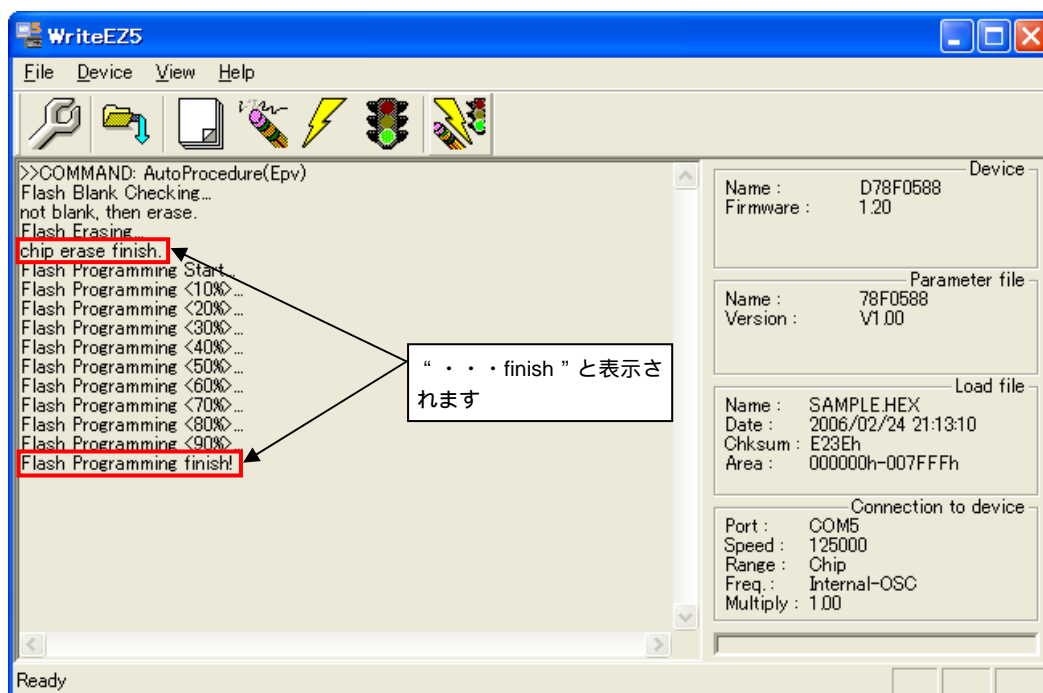 WriteEZ5
File Device View Help
>>COMMAND: AutoProcedure(Epv)
Flash Blank Checking...
not blank, then erase.
Flash Erasing...
chip erase finish.
Flash Programming Start...
Flash Programming <10%>...
Flash Programming <20%>...
Flash Programming <30%>...
Flash Programming <40%>...
Flash Programming <50%>...
Flash Programming <60%>...
Flash Programming <70%>...
Flash Programming <80%>...
Flash Programming <90%>...
Flash Programming finish!
“・・・finish”と表示さ
れます
Device
Name : D78F0588
Firmware : 1.20
Parameter file
Name : 78F0588
Version : V1.00
Load file
Name : SAMPLE.HEX
Date : 2006/02/24 21:13:10
Chksum : E23Eh
Area : 000000h-007FFFh
Connection to device
Port : COM5
Speed : 125000
Range : Chip
Freq. : Internal-OSC
Multiply : 1.00
Ready